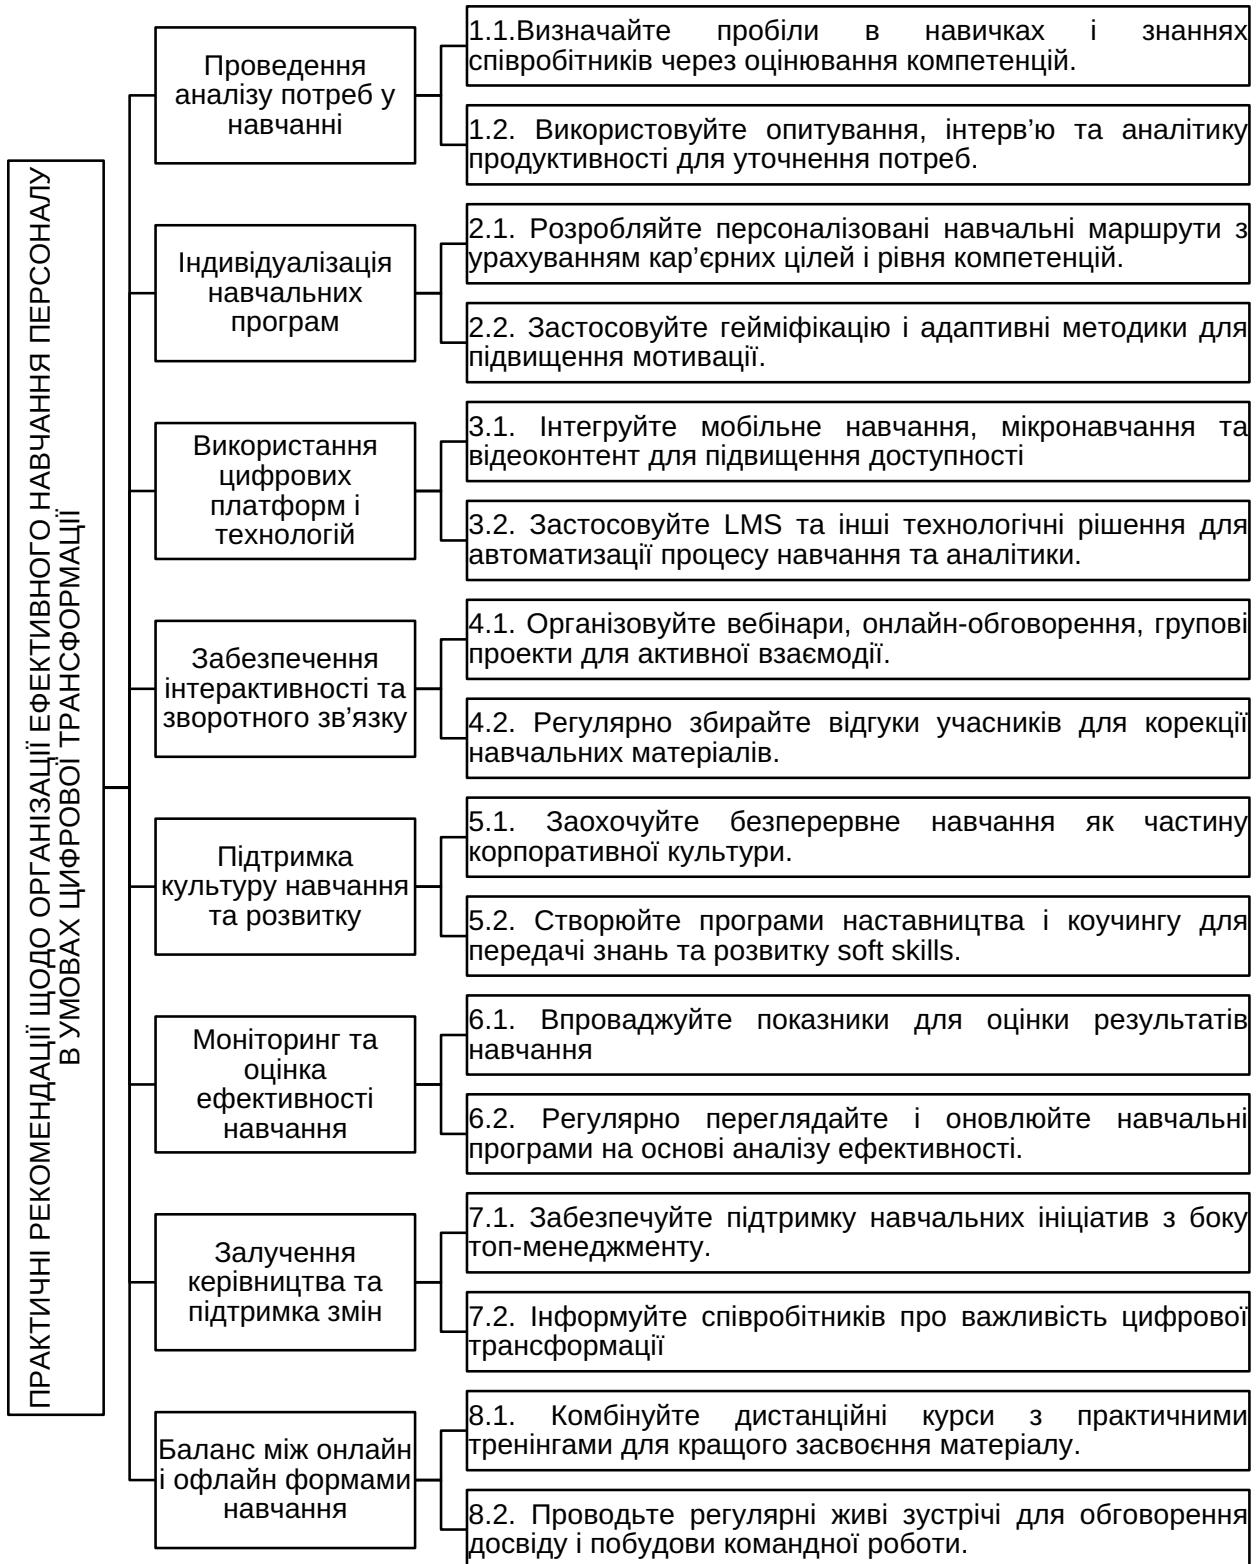 ПРАКТИЧНІ РЕКОМЕНДАЦІЇ ЩОДО ОРГАНІЗАЦІЇ ЕФЕКТИВНОГО НАВЧАННЯ ПЕРСОНАЛУ
В УМОВАХ ЦИФРОВОЇ ТРАНСФОРМАЦІЇ
Проведення
аналізу потреб у
навчанні
1.1.Визначайте пробіли в навичках і знаннях
співробітників через оцінювання компетенцій.
1.2. Використовуйте опитування, інтерв’ю та аналітику
продуктивності для уточнення потреб.
Індивідуалізація
навчальних
програм
2.1. Розробляйте персоналізовані навчальні маршрути з
урахуванням кар’єрних цілей і рівня компетенцій.
2.2. Застосовуйте гейміфікацію і адаптивні методики для
підвищення мотивації.
Використання
цифрових
платформ і
технологій
3.1. Інтегруйте мобільне навчання, мікронавчання та
відеоконтент для підвищення доступності
3.2. Застосовуйте LMS та інші технологічні рішення для
автоматизації процесу навчання та аналітики.
Забезпечення
інтерактивності та
зворотного зв’язку
4.1. Організовуйте вебінари, онлайн-обговорення, групові
проекти для активної взаємодії.
4.2. Регулярно збирайте відгуки учасників для корекції
навчальних матеріалів.
Підтримка
культуру навчання
та розвитку
5.1. Заохочуйте безперервне навчання як частину
корпоративної культури.
5.2. Створюйте програми наставництва і коучингу для
передачі знань та розвитку soft skills.
Моніторинг та
оцінка
ефективності
навчання
6.1. Впроваджуйте показники для оцінки результатів
навчання
6.2. Регулярно переглядайте і оновлюйте навчальні
програми на основі аналізу ефективності.
Залучення
керівництва та
підтримка змін
7.1. Забезпечуйте підтримку навчальних ініціатив з боку
топ-менеджменту.
7.2. Інформуйте співробітників про важливість цифрової
трансформації
Баланс між онлайн
і офлайн формами
навчання
8.1. Комбінуйте дистанційні курси з практичними
тренінгами для кращого засвоєння матеріалу.
8.2. Проводьте регулярні живі зустрічі для обговорення
досвіду і побудови командної роботи.